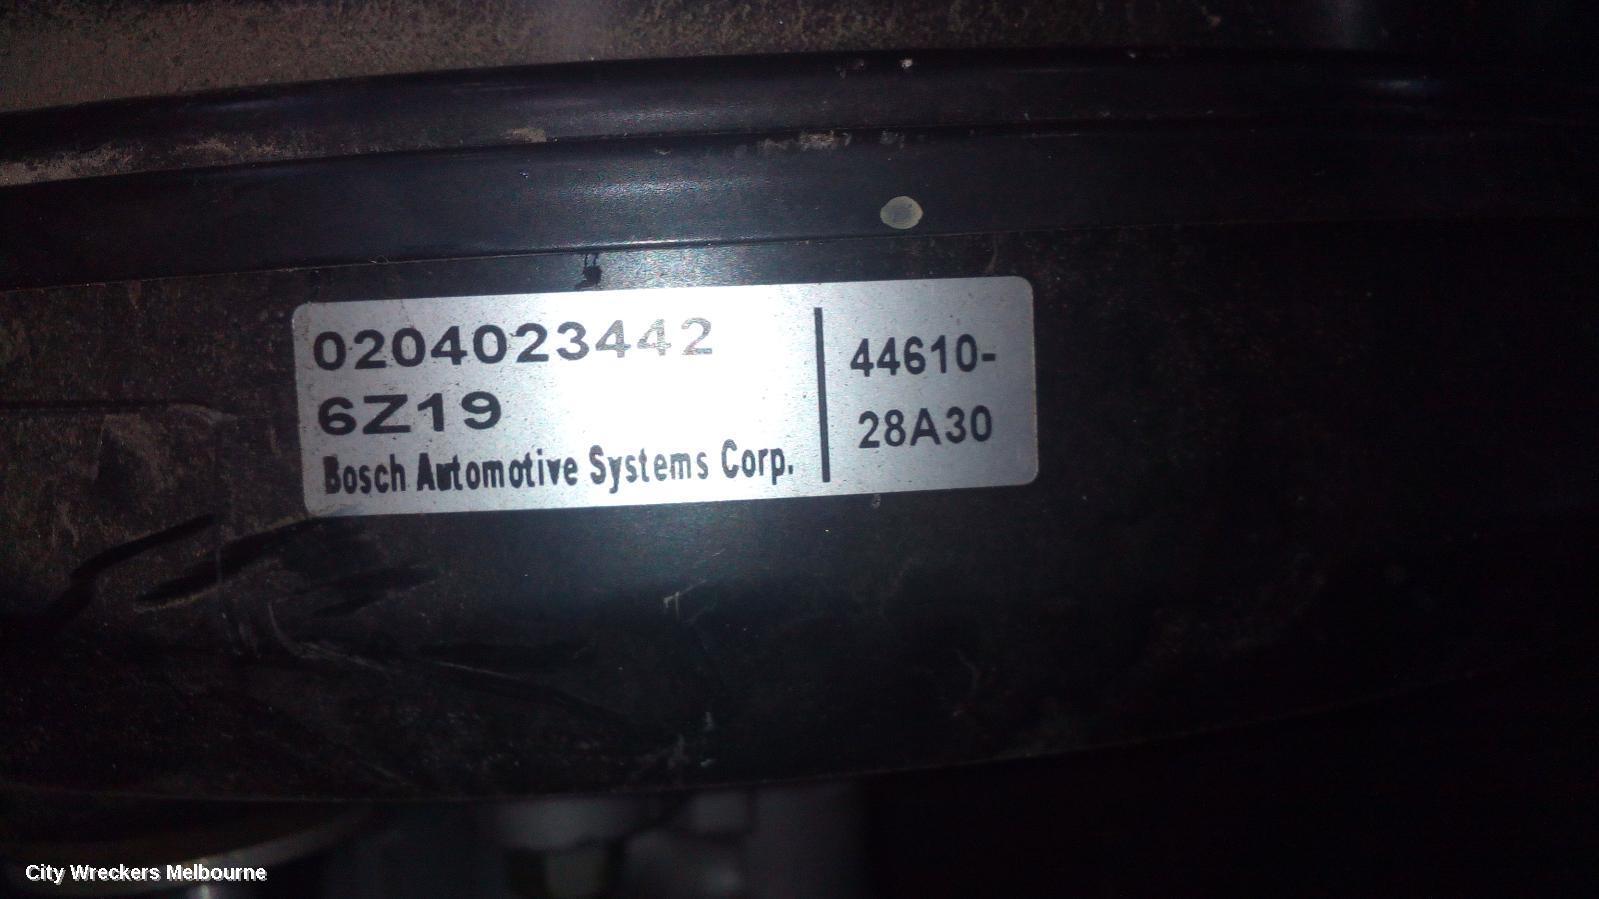 0204023442
6Z19
Bosch Automotive Systems Corp.
44610-
28A30
City Wreckers Melbourne